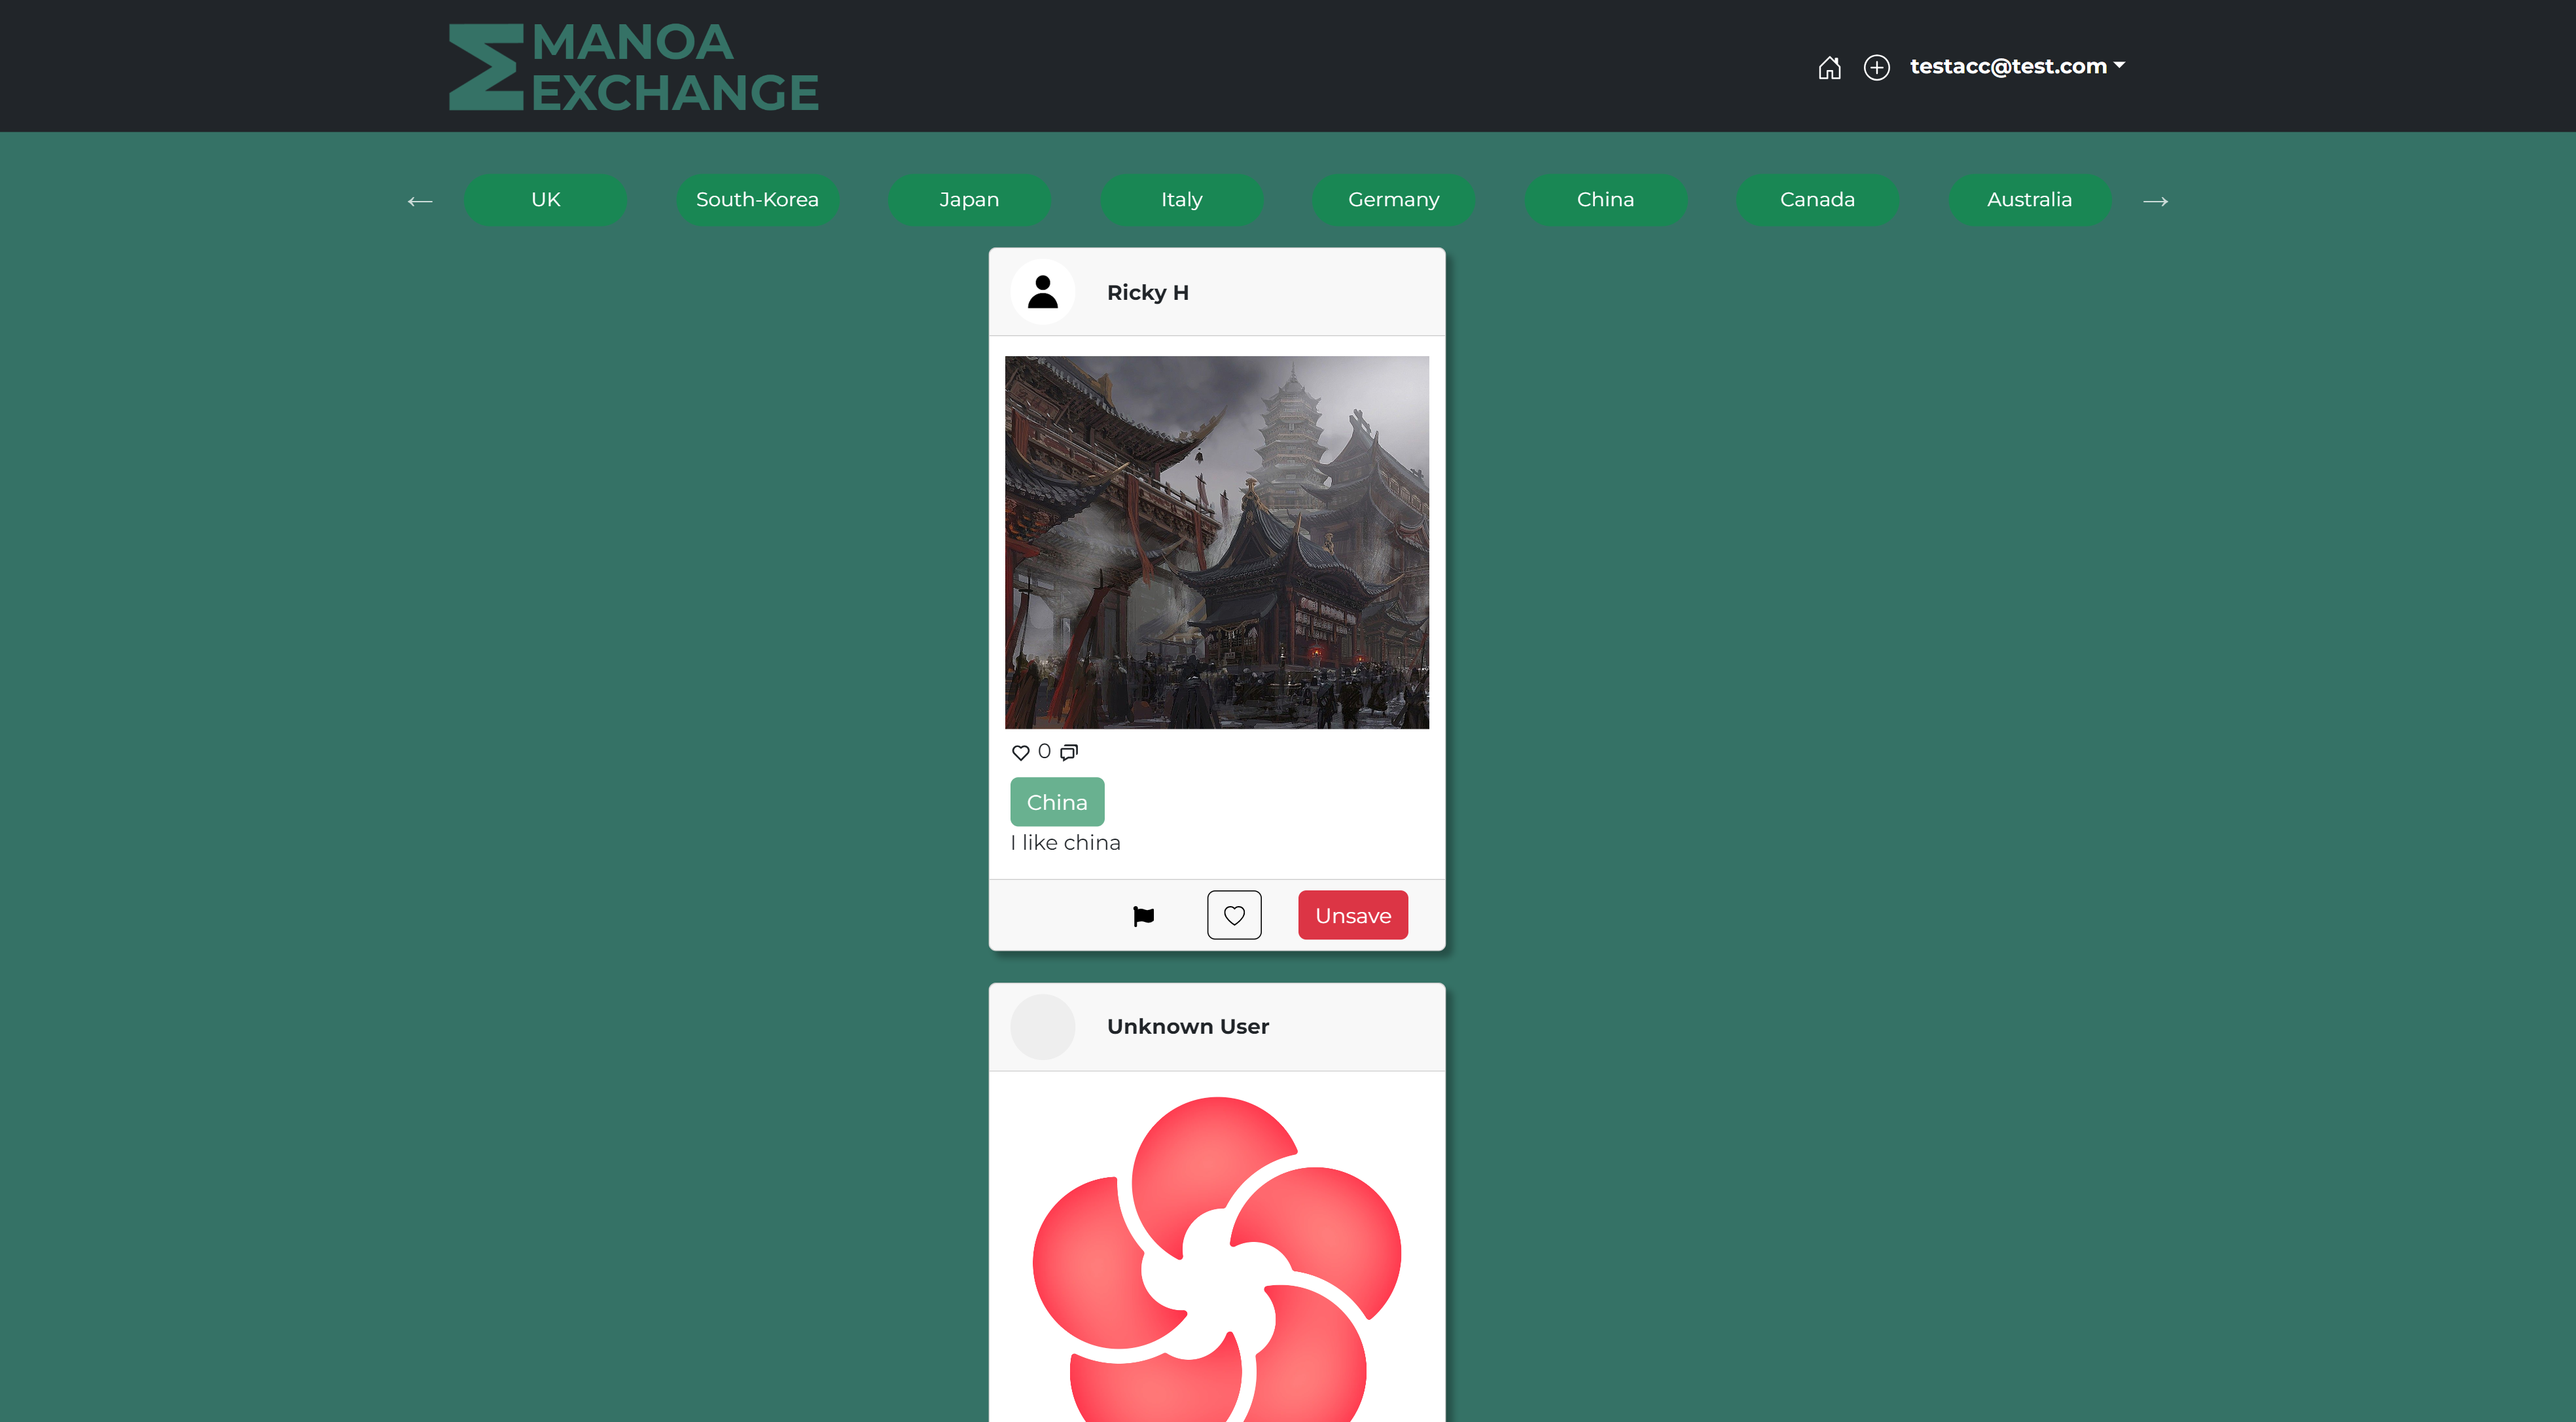 MANOA
EXCHANGE
testacc@test.com
UK
South-Korea
Japan
Italy
Germany
China
Canada
Australia
Ricky H
0
China
I like china
Unsave
Unknown User